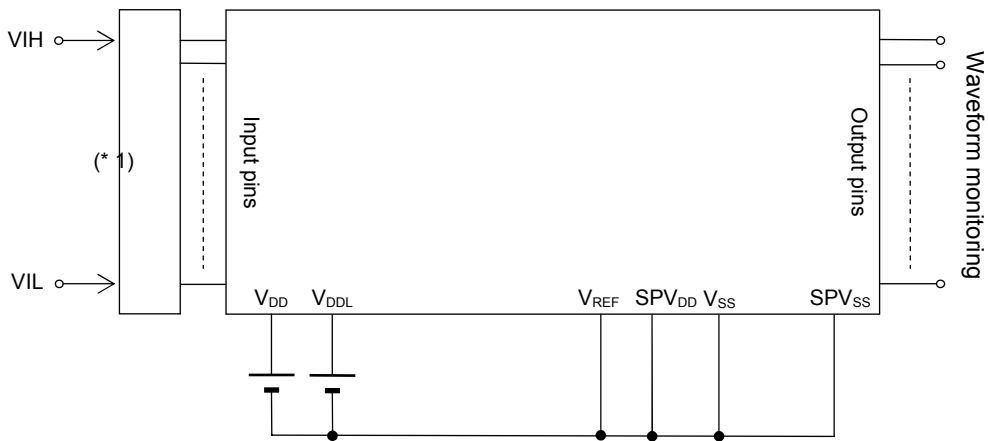 VIH
(* 1)
VIL
Input pins
Output pins
Waveform monitoring
VDD
VDDL
VREF
SPVDD
VSS
SPVSS